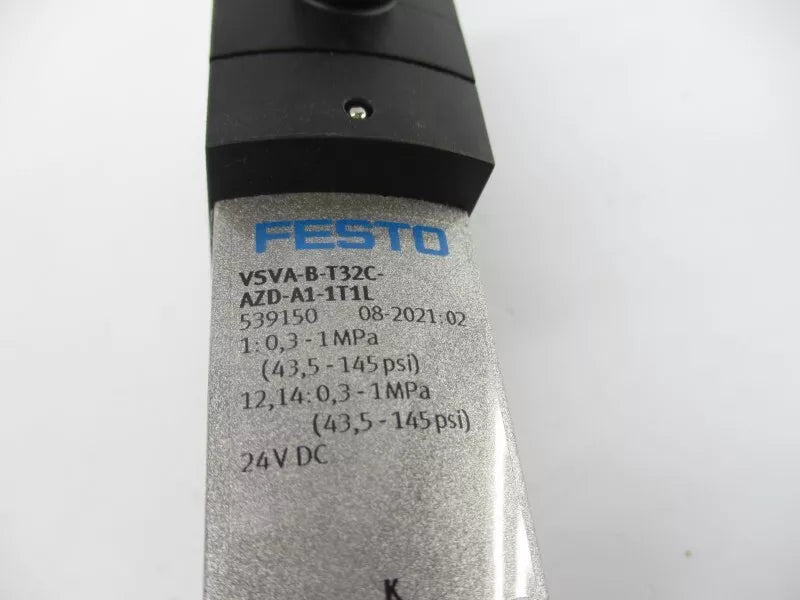 FESTO
VSVA-B-T32C-
AZD-A1-1T1L
539150 08-2021:02
1:0,3-1MPa
(43,5-145psi)
12,14:0,3-1MPa
(43,5-145psi)
24V DC
K